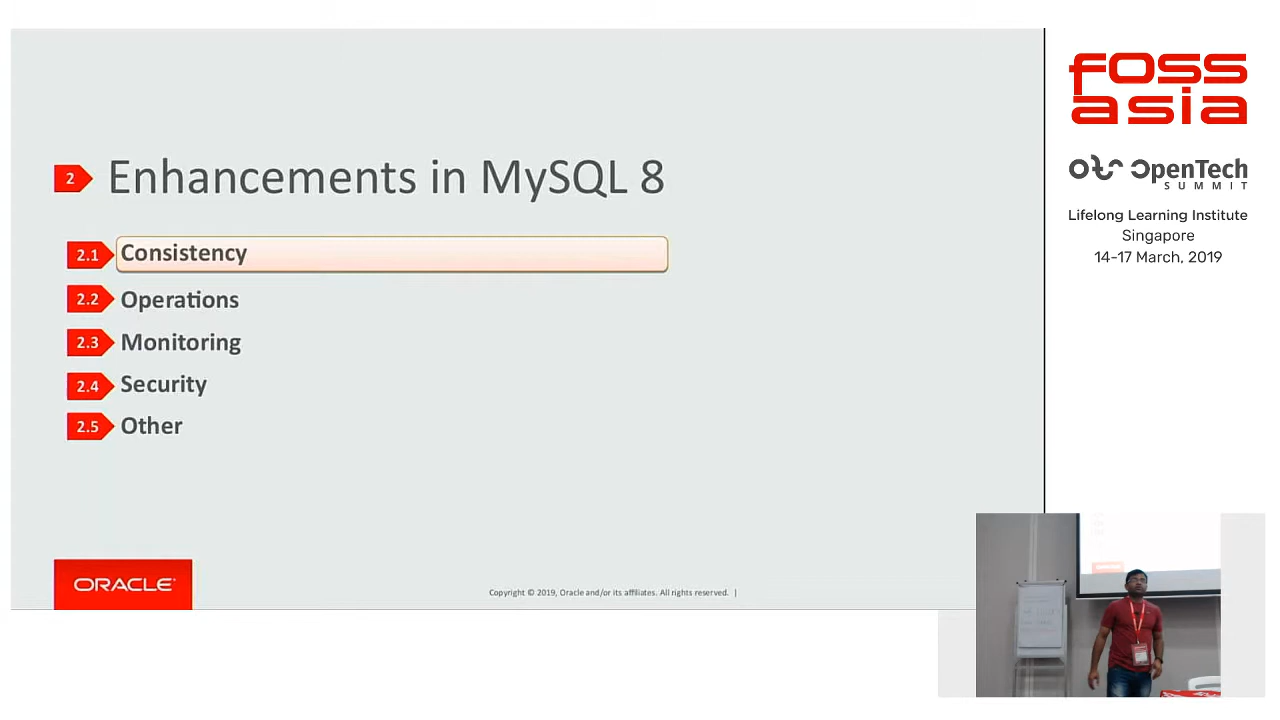 2 Enhancements in MySQL 8
2.1 Consistency
2.2 Operations
2.3 Monitoring
2.4 Security
2.5 Other
ORACLE
Copyright © 2019, Oracle and/or its affiliates. All rights reserved. |
FOSS
asia
OpenTech
SUMMIT
Lifelong Learning Institute
Singapore
14-17 March, 2019